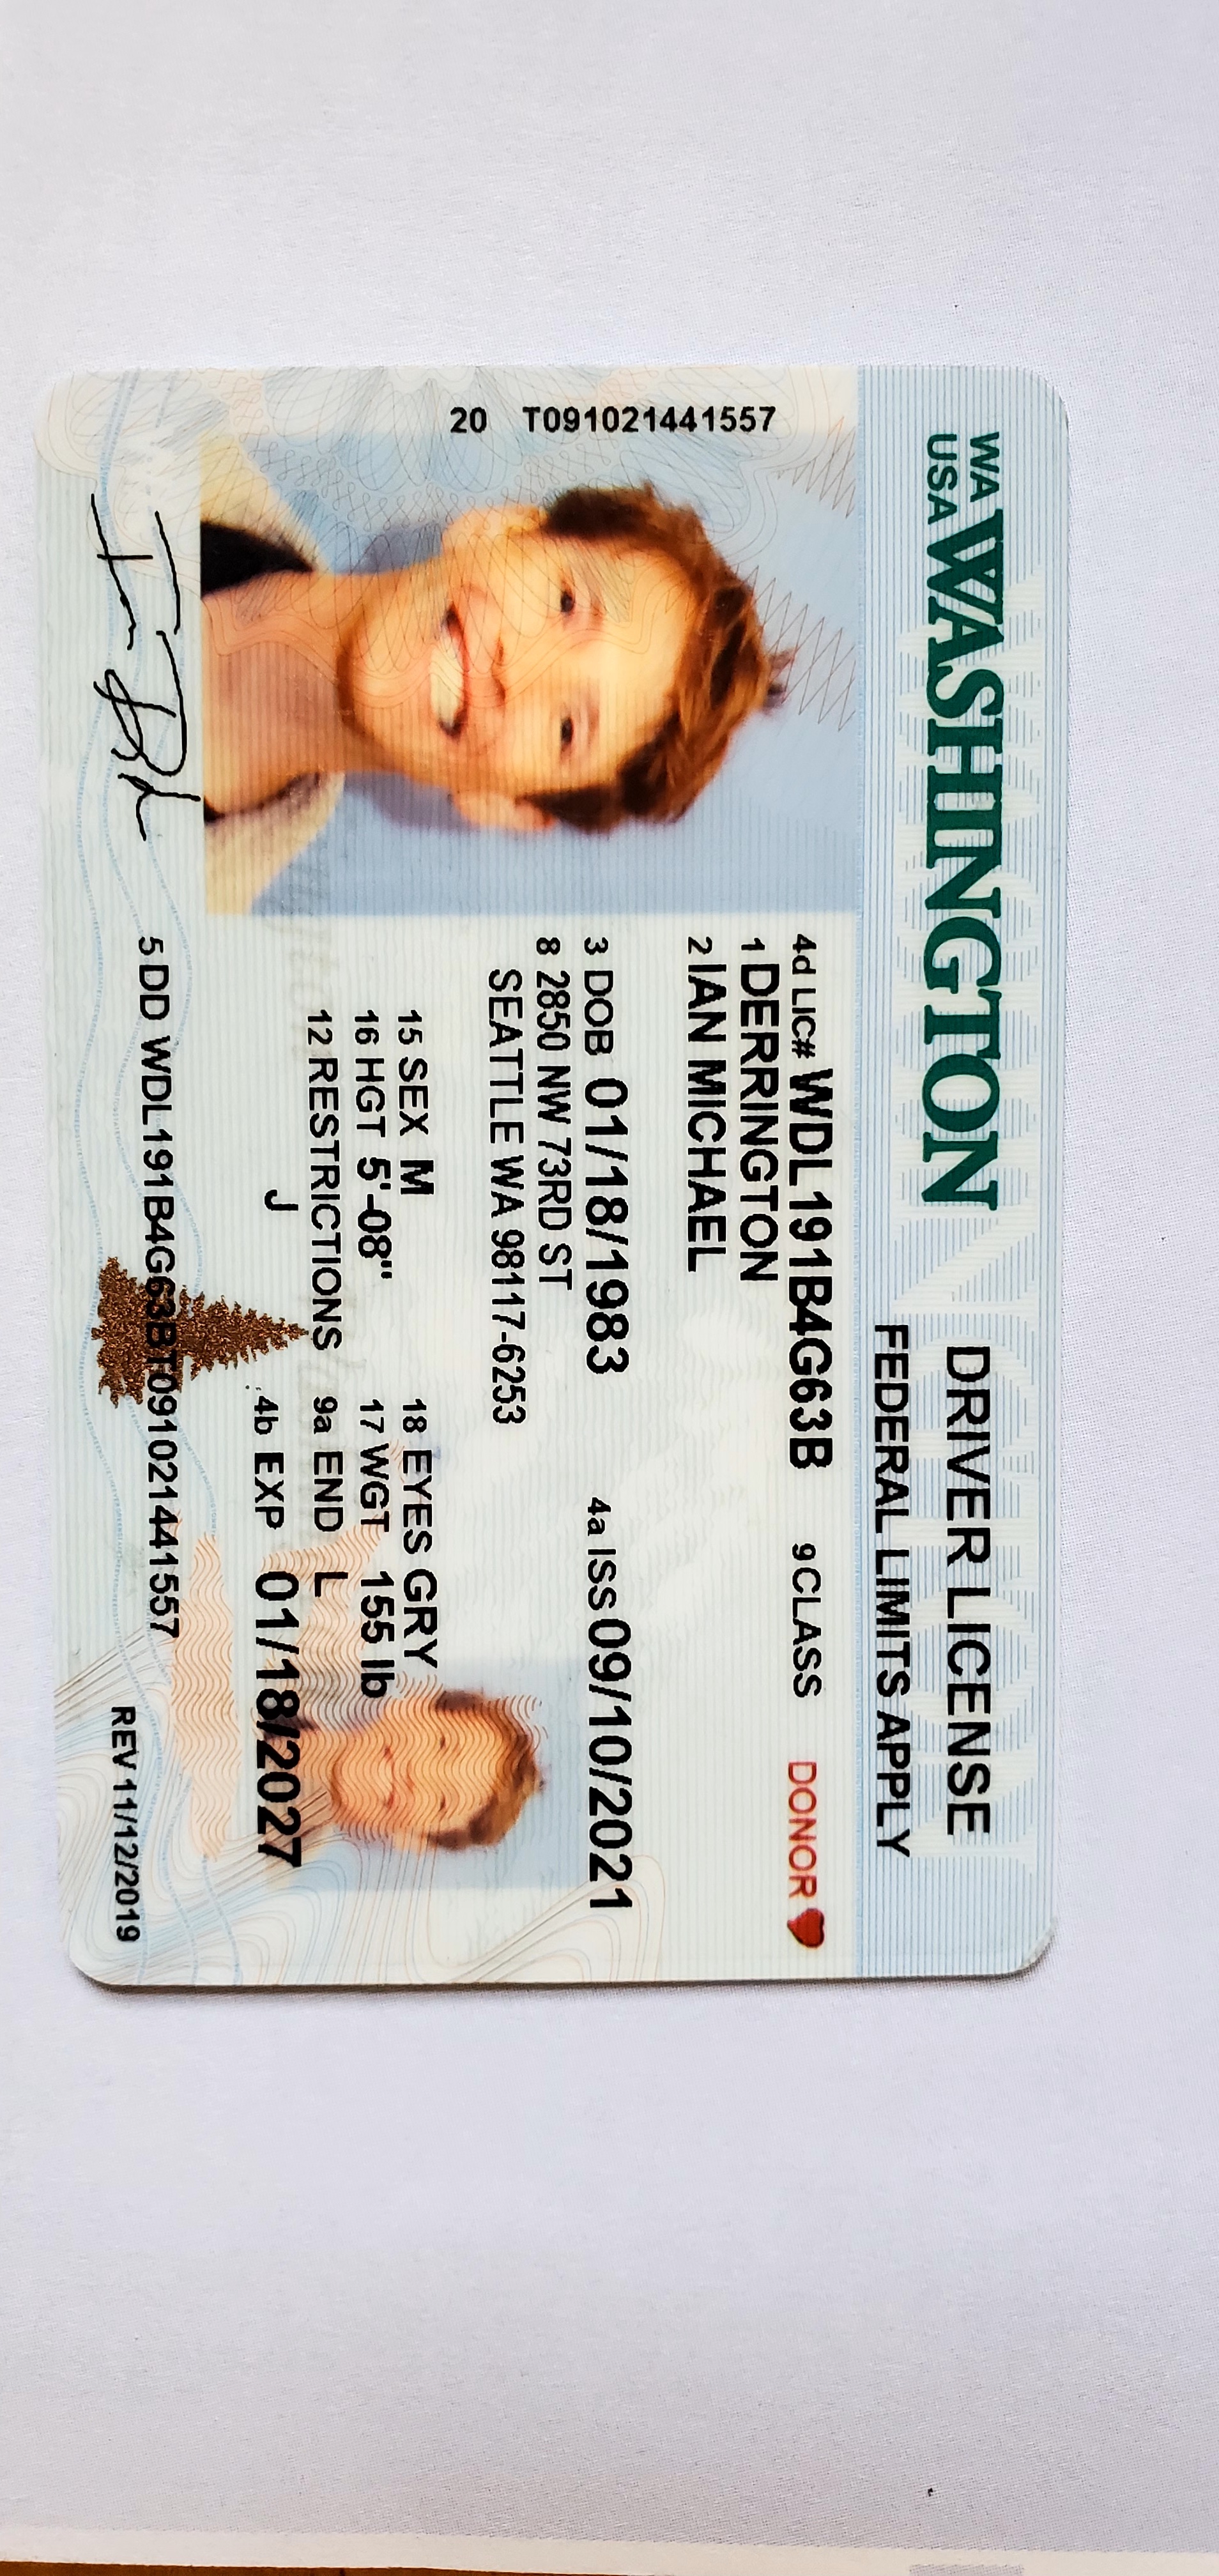 WA
USA
WASHINGTON
DRIVER LICENSE
FEDERAL LIMITS APPLY
20 T091021441557
4d LIC# WDL191B4G63B 9 CLASS DONOR
1 DERRINGTON
2 IAN MICHAEL
3 DOB 01/18/1983 4a ISS 09/10/2021
8 2850 NW 73RD ST
SEATTLE WA 98117-6253
15 SEX M 18 EYES GRY
16 HGT 5'-08" 17 WGT 155 lb
12 RESTRICTIONS 9a END L
J
4b EXP 01/18/2027
5 DD WDL191B4G63BT091021441557
REV 11/12/2019